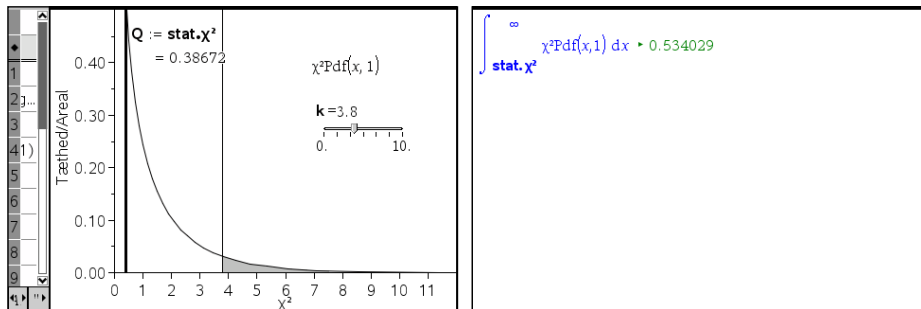 Q := stat.χ²
= 0.38672
χ²Pdf(x, 1)
k =3.8
0. 10.
Tæthed/Areal
0.40
0.30
0.20
0.10
0.00
0 1 2 3 4 5 6 7 8 9 10 11
χ²
1
2 g...
3
4 1)
5
6
7
8
9
1 "
∞
∫ χ²Pdf(x,1) dx ▸ 0.534029
stat.χ²